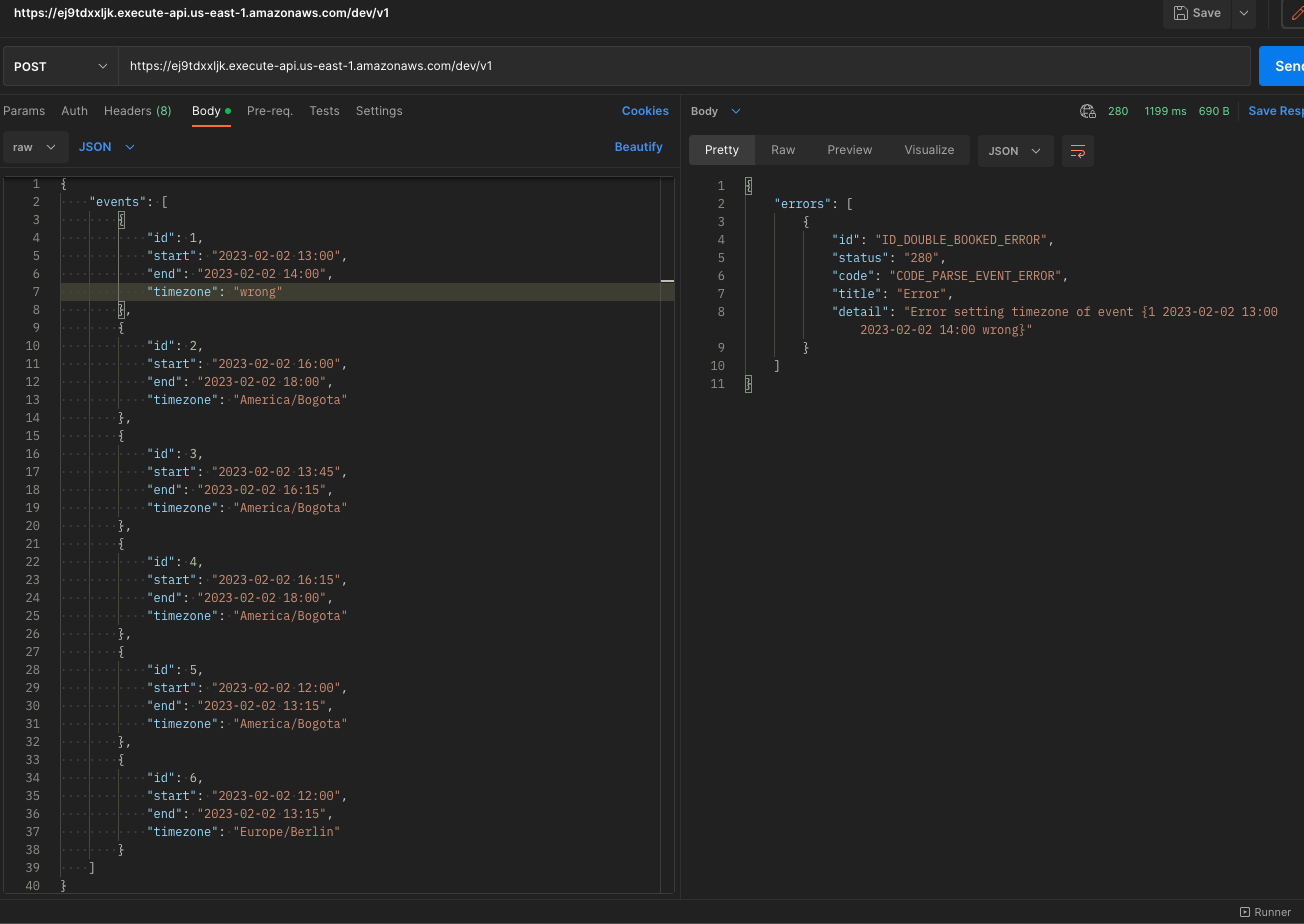 https://ej9tdxxljk.execute-api.us-east-1.amazonaws.com/dev/v1
Save
POST
https://ej9tdxxljk.execute-api.us-east-1.amazonaws.com/dev/v1
Send
Params Auth Headers (8) Body Pre-req. Tests Settings
Cookies
raw
JSON
Beautify
1 {
2 "events": [
3 {
4 "id": 1,
5 "start": "2023-02-02 13:00",
6 "end": "2023-02-02 14:00",
7 "timezone": "wrong"
8 },
9 {
10 "id": 2,
11 "start": "2023-02-02 16:00",
12 "end": "2023-02-02 18:00",
13 "timezone": "America/Bogota"
14 },
15 {
16 "id": 3,
17 "start": "2023-02-02 13:45",
18 "end": "2023-02-02 16:15",
19 "timezone": "America/Bogota"
20 },
21 {
22 "id": 4,
23 "start": "2023-02-02 16:15",
24 "end": "2023-02-02 18:00",
25 "timezone": "America/Bogota"
26 },
27 {
28 "id": 5,
29 "start": "2023-02-02 12:00",
30 "end": "2023-02-02 13:15",
31 "timezone": "America/Bogota"
32 },
33 {
34 "id": 6,
35 "start": "2023-02-02 12:00",
36 "end": "2023-02-02 13:15",
37 "timezone": "Europe/Berlin"
38 }
39 ]
40 }
Body
280 1199 ms 690 B Save Resp
Pretty Raw Preview Visualize JSON
1 {
2 "errors": [
3 {
4 "id": "ID_DOUBLE_BOOKED_ERROR",
5 "status": "280",
6 "code": "CODE_PARSE_EVENT_ERROR",
7 "title": "Error",
8 "detail": "Error setting timezone of event {1 2023-02-02 13:00
2023-02-02 14:00 wrong}"
9 }
10 ]
11 }
Runner